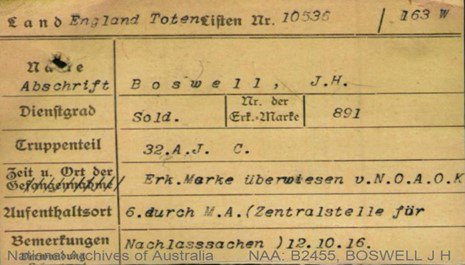 Land England Totenlisten Nr. 10536 / 163 W
Name
Abschrift Boswell, J.H.
Dienstgrad Sold. Nr. der Erk.-Marke 891
Truppenteil 32.A.J. C.
Zeit u. Ort der
Gefangennahme Erk.Marke überwiesen v.N.O.A.O.K
Aufenthaltsort 6.durch M.A.(Zentralstelle für
Bemerkungen Nachlasssachen )12.10.16.
National Archives of Australia NAA: B2455, BOSWELL J H